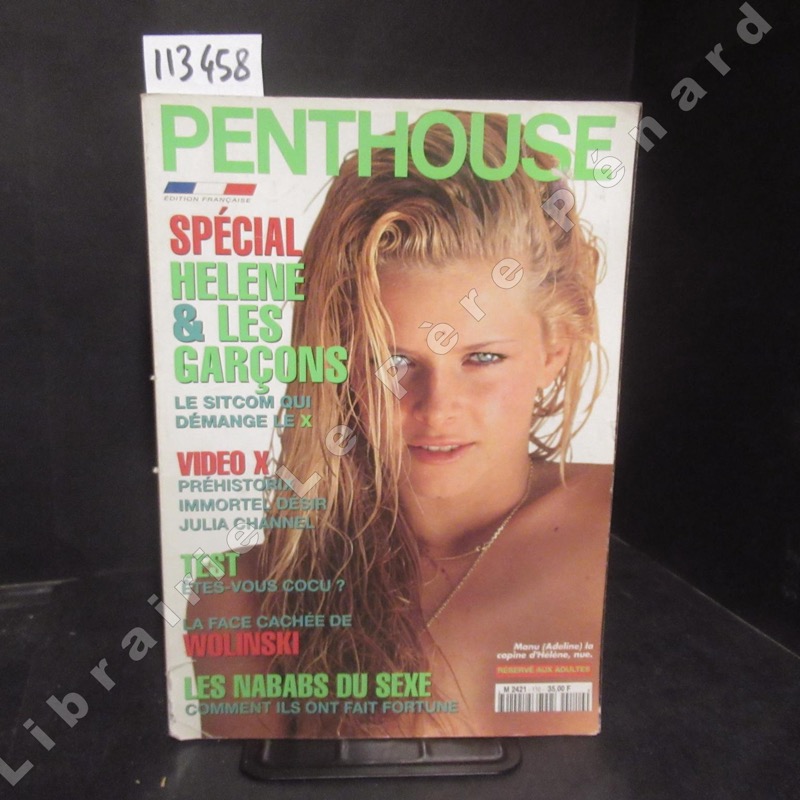 113458
PENTHOUSE
ÉDITION FRANÇAISE
SPÉCIAL
HELENE
& LES
GARÇONS
LE SITCOM QUI
DÉMANGE LE X
VIDEO X
PRÉHISTORIX
IMMORTEL DÉSIR
JULIA CHANNEL
TEST
ÊTES-VOUS COCU ?
LA FACE CACHÉE DE
WOLINSKI
LES NABABS DU SEXE
COMMENT ILS ONT FAIT FORTUNE
Manu (Adeline) la
copine d'Hélène, nue.
RESERVÉ AUX ADULTES
M 2421 35,00 F
Librairie Le Père Pénard